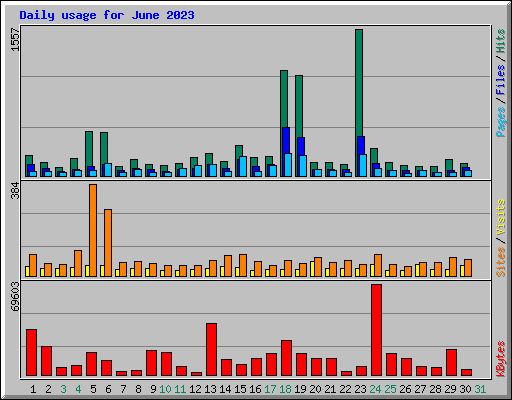 Daily usage for June 2023
1557
Pages / Files / Hits
384
Sites / Visits
69603
KBytes
1 2 3 4 5 6 7 8 9 10 11 12 13 14 15 16 17 18 19 20 21 22 23 24 25 26 27 28 29 30 31